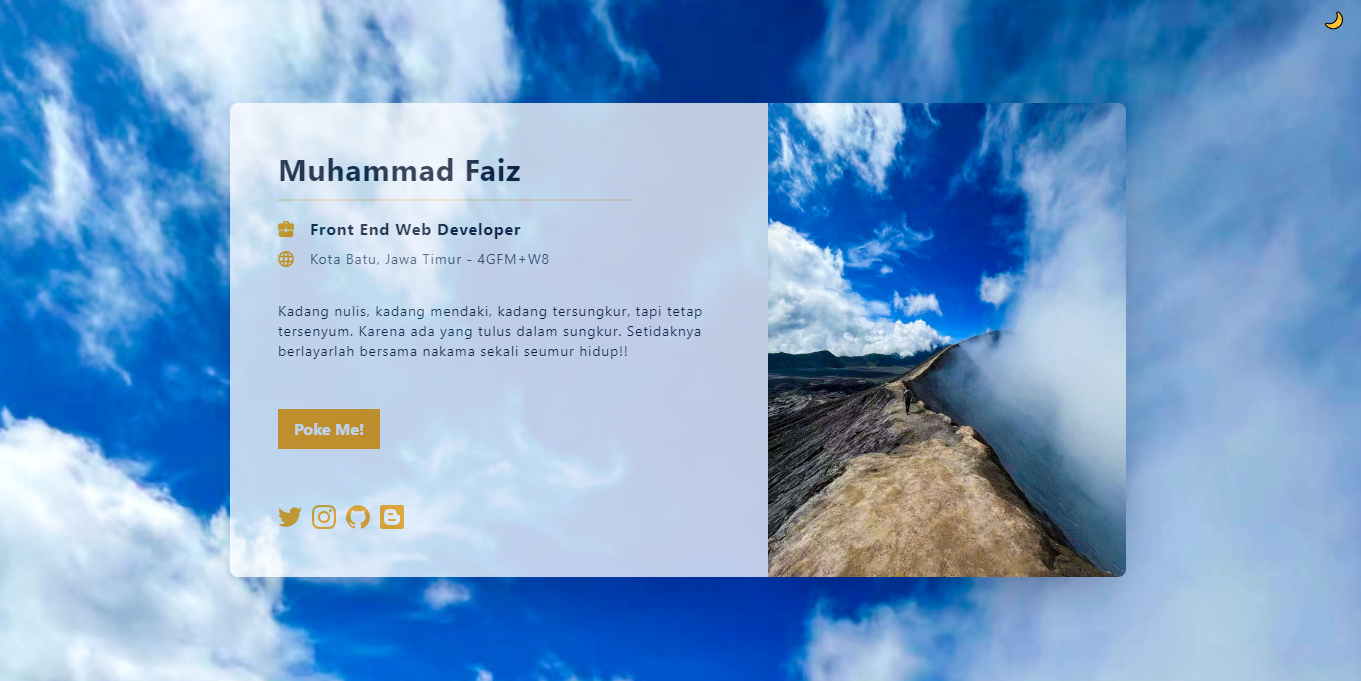 Muhammad Faiz
Front End Web Developer
Kota Batu, Jawa Timur - 4GFM+W8
Kadang nulis, kadang mendaki, kadang tersungkur, tapi tetap
tersenyum. Karena ada yang tulus dalam sungkur. Setidaknya
berlayarlah bersama nakama sekali seumur hidup!!
Poke Me!